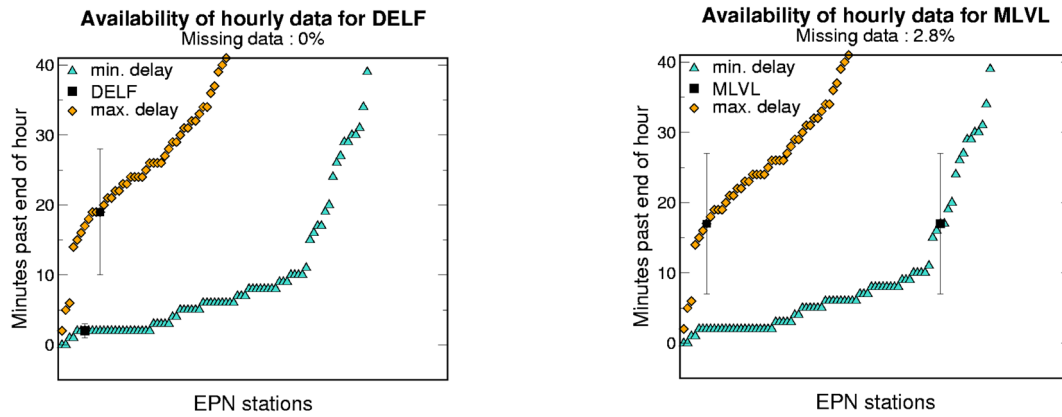 Availability of hourly data for DELF
Missing data : 0%
40
30
20
10
0
Minutes past end of hour
min. delay
DELF
max. delay
EPN stations
Availability of hourly data for MLVL
Missing data : 2.8%
40
30
20
10
0
Minutes past end of hour
min. delay
MLVL
max. delay
EPN stations